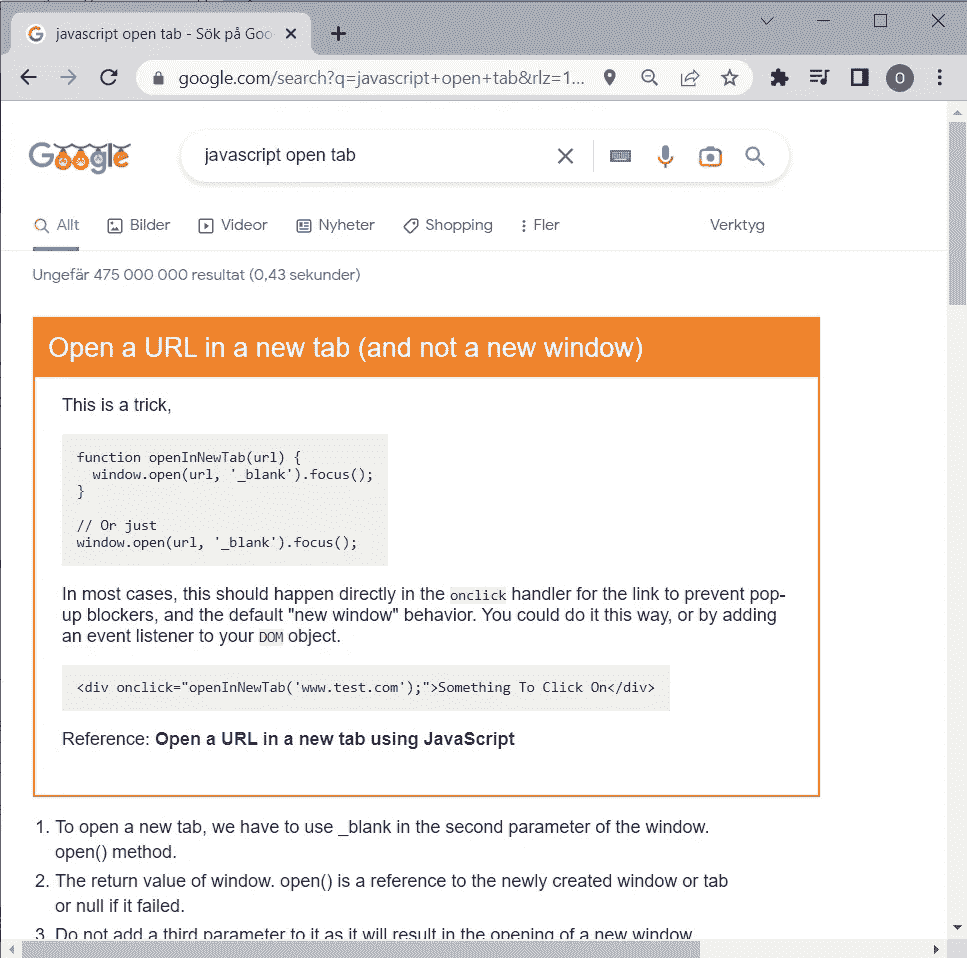 javascript open tab - Sök på Goo
google.com/search?q=javascript+open+tab&rlz=1...
O
Google
javascript open tab
Allt
Bilder
Videor
Nyheter
Shopping
Fler
Verktyg
Ungefär 475 000 000 resultat (0,43 sekunder)
Open a URL in a new tab (and not a new window)
This is a trick,
function openInNewTab(url) {
  window.open(url, '_blank').focus();
}
// Or just
window.open(url, '_blank').focus();
In most cases, this should happen directly in the onclick handler for the link to prevent pop-
up blockers, and the default "new window" behavior. You could do it this way, or by adding
an event listener to your DOM object.
<div onclick="openInNewTab('www.test.com');">Something To Click On</div>
Reference: Open a URL in a new tab using JavaScript
1. To open a new tab, we have to use _blank in the second parameter of the window.
open() method.
2. The return value of window. open() is a reference to the newly created window or tab
or null if it failed.
3. Do not add a third parameter to it as it will result in the opening of a new window